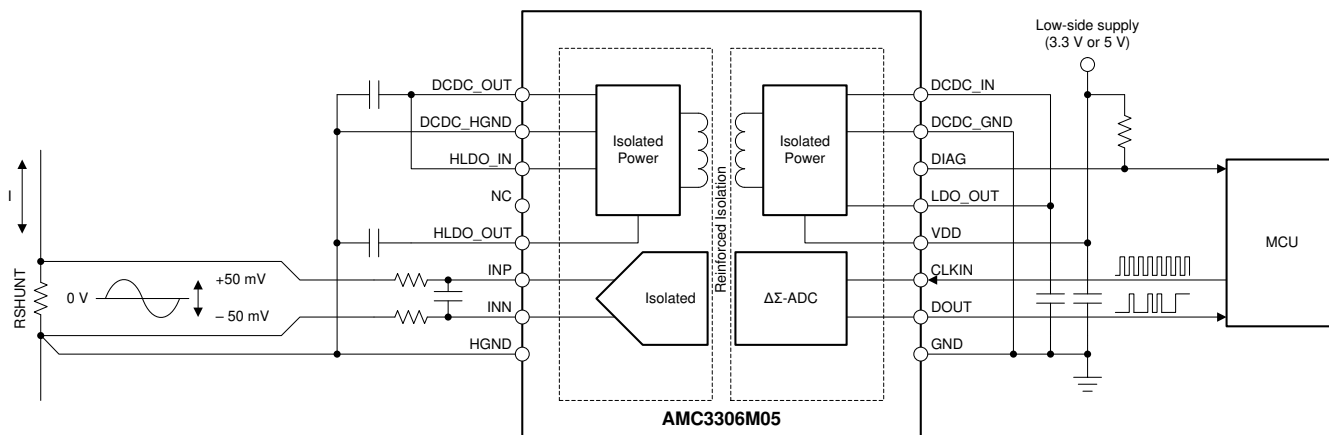 Low-side supply
(3.3 V or 5 V)
DCDC_OUT
DCDC_HGND
HLDO_IN
NC
HLDO_OUT
INP
INN
HGND
Isolated
Power
Isolated
Reinforced Isolation
Isolated
Power
ΔΣ-ADC
DCDC_IN
DCDC_GND
DIAG
LDO_OUT
VDD
CLKIN
DOUT
GND
MCU
I
RSHUNT
0 V
+50 mV
– 50 mV
AMC3306M05